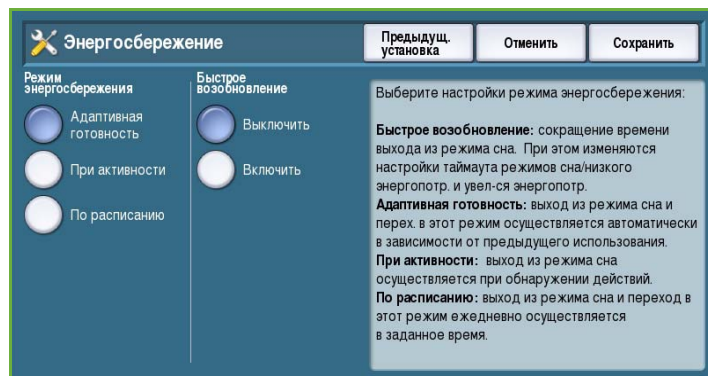 Энергосбережение
Предыдущ.
установка
Отменить
Сохранить
Режим
энергосбережения
Адаптивная
готовность
При активности
По расписанию
Быстрое
возобновление
Выключить
Включить
Выберите настройки режима энергосбережения:
Быстрое возобновление: сокращение времени
выхода из режима сна. При этом изменяются
настройки таймаута режимов сна/низкого
энергопотр. и увел-ся энергопотр.
Адаптивная готовность: выход из режима сна и
перех. в этот режим осуществляется автоматически
в зависимости от предыдущего использования.
При активности: выход из режима сна
осуществляется при обнаружении действий.
По расписанию: выход из режима сна и переход в
этот режим ежедневно осуществляется
в заданное время.